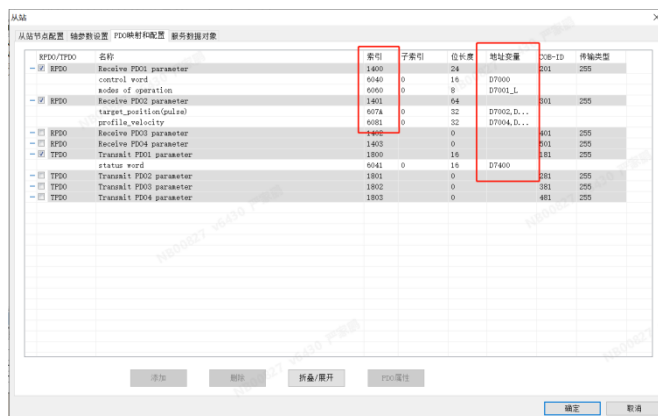 从站
从站节点配置 轴参数设置 PDO映射和配置 服务数据对象
RPDO/TPDO 名称 索引 子索引 位长度 地址变量 COB-ID 传输类型
RPDO Receive PDO1 parameter 1400 24 201 255
control word 6040 0 16 D7000
modes of operation 6060 0 8 D7001_L
RPDO Receive PDO2 parameter 1401 64 301 255
target_position(pulse) 607A 0 32 D7002,D...
profile_velocity 6081 0 32 D7004,D...
RPDO Receive PDO3 parameter 1402 0 401 255
RPDO Receive PDO4 parameter 1403 0 501 255
TPDO Transmit PDO1 parameter 1800 16 181 255
status word 6041 0 16 D7400
TPDO Transmit PDO2 parameter 1801 0 281 255
TPDO Transmit PDO3 parameter 1802 0 381 255
TPDO Transmit PDO4 parameter 1803 0 481 255
添加 删除 折叠/展开 PDO属性
确定 取消